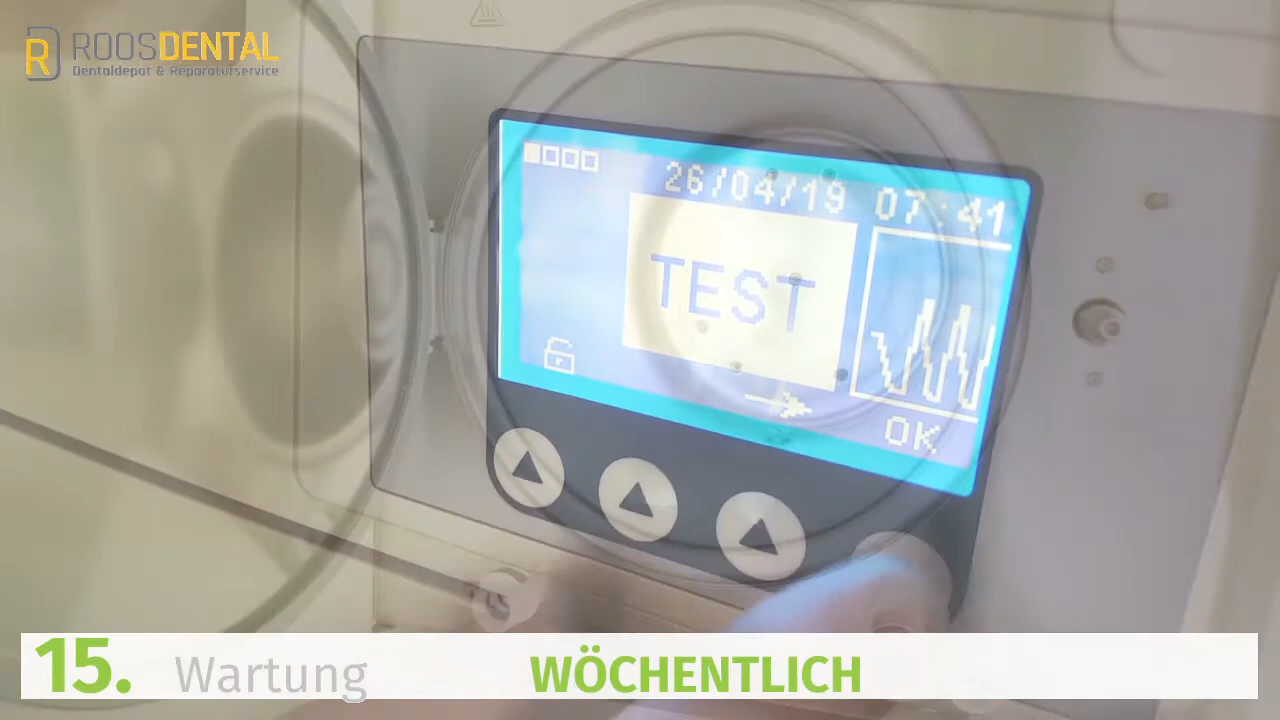 ROOSDENTAL
Dentaldepot & Reparaturservice
26/04/19 07:41
TEST
OK
15. Wartung WÖCHENTLICH